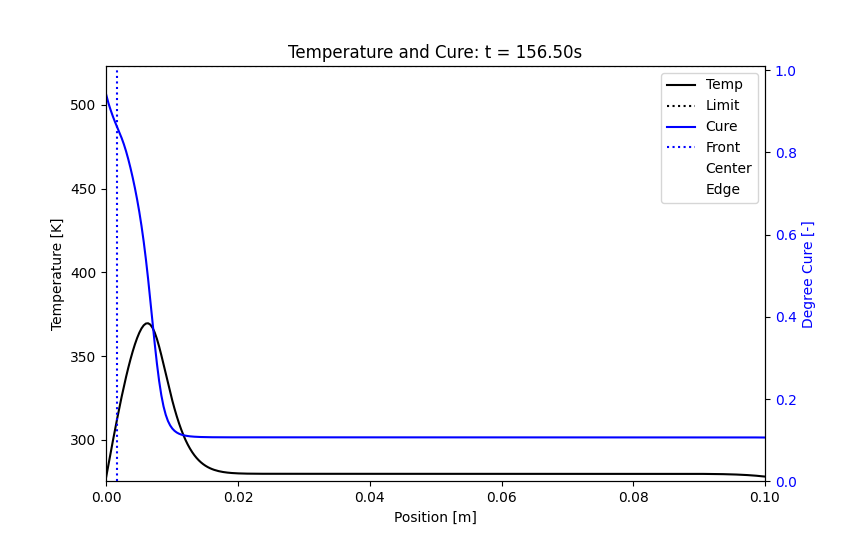 Temperature and Cure: t = 156.50s
Temperature [K]
500
450
400
350
300
1.0
0.8
0.6
0.4
0.2
0.0
Degree Cure [-]
Temp
Limit
Cure
Front
Center
Edge
0.00
0.02
0.04
0.06
0.08
0.10
Position [m]